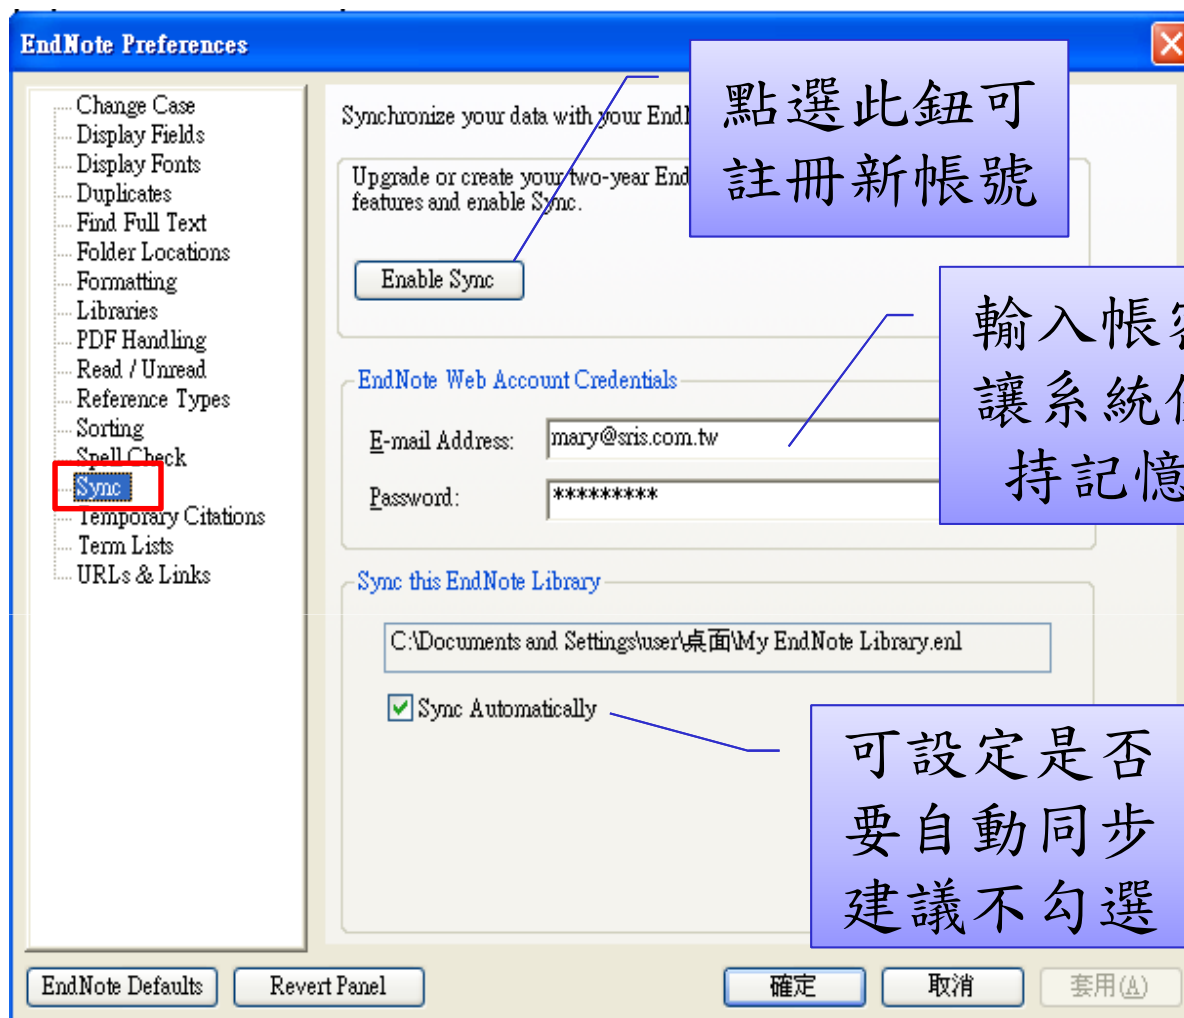 EndNote Preferences
Change Case
Display Fields
Display Fonts
Duplicates
Find Full Text
Folder Locations
Formatting
Libraries
PDF Handling
Read / Unread
Reference Types
Sorting
Spell Check
Sync
Temporary Citations
Term Lists
URLs & Links
Synchronize your data with your
Upgrade or create your two-year
features and enable Sync.
Enable Sync
點選此鈕可
註冊新帳號
EndNote Web Account Credentials
E-mail Address: mary@sris.com.tw
Password: *********
輸入帳
讓系統
持記憶
Sync this EndNote Library
C:\Documents and Settings\user\桌面\My EndNote Library.enl
Sync Automatically
可設定是否
要自動同步
建議不勾選
EndNote Defaults
Revert Panel
確定
取消
套用(A)